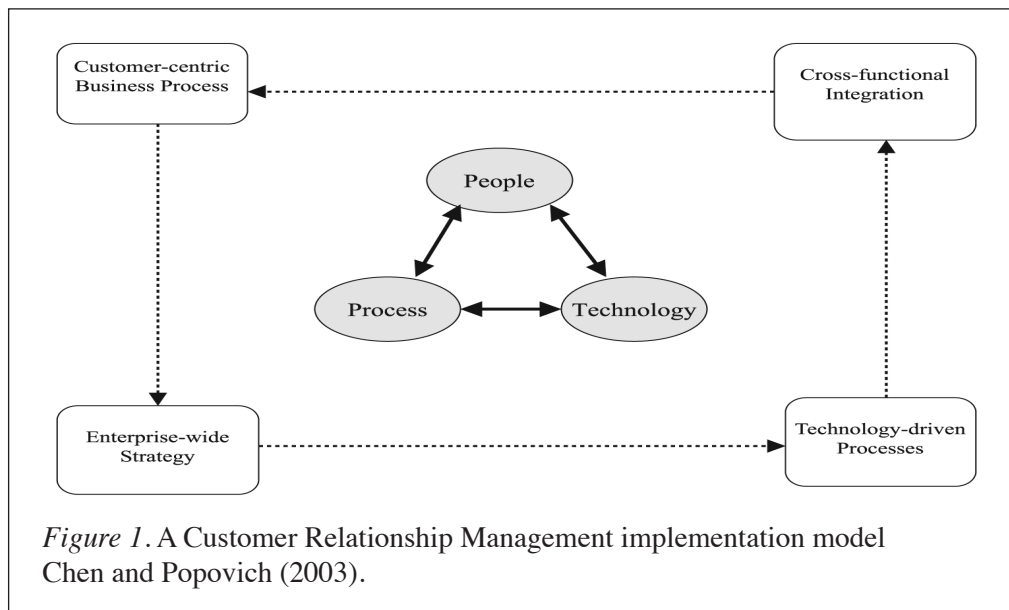 Customer-centric
Business Process
Cross-functional
Integration
People
Process
Technology
Enterprise-wide
Strategy
Technology-driven
Processes
Figure 1. A Customer Relationship Management implementation model
Chen and Popovich (2003).